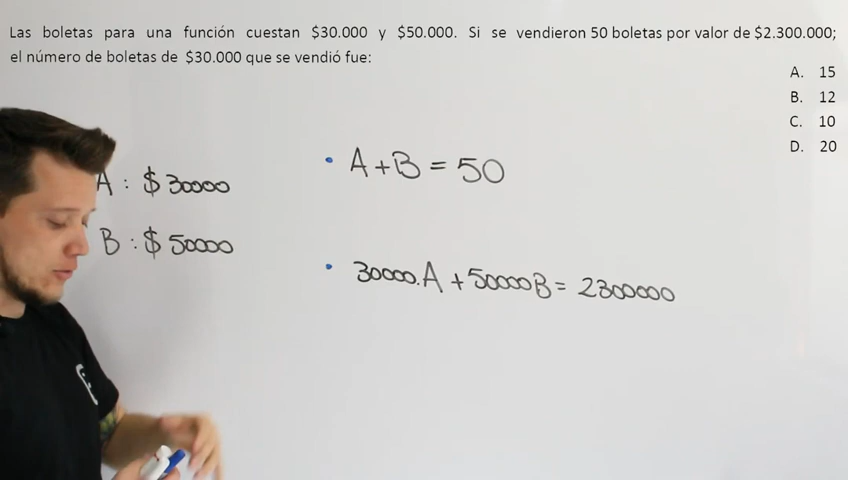 Las boletas para una función cuestan $30.000 y $50.000. Si se vendieron 50 boletas por valor de $2.300.000;
el número de boletas de $30.000 que se vendió fue:
A. 15
B. 12
C. 10
D. 20
A : $ 30000
B : $ 50000
• A + B = 50
• 30000.A + 50000B = 2300000